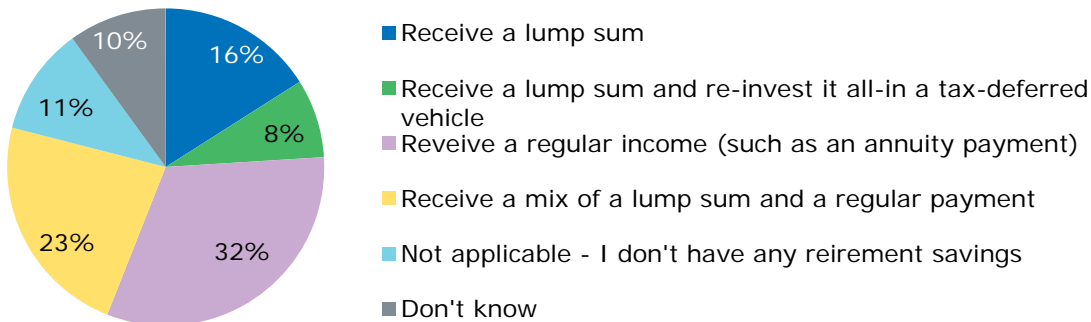 10%
16%
11%
8%
23%
32%
Receive a lump sum
Receive a lump sum and re-invest it all-in a tax-deferred
vehicle
Reveive a regular income (such as an annuity payment)
Receive a mix of a lump sum and a regular payment
Not applicable - I don't have any reirement savings
Don't know